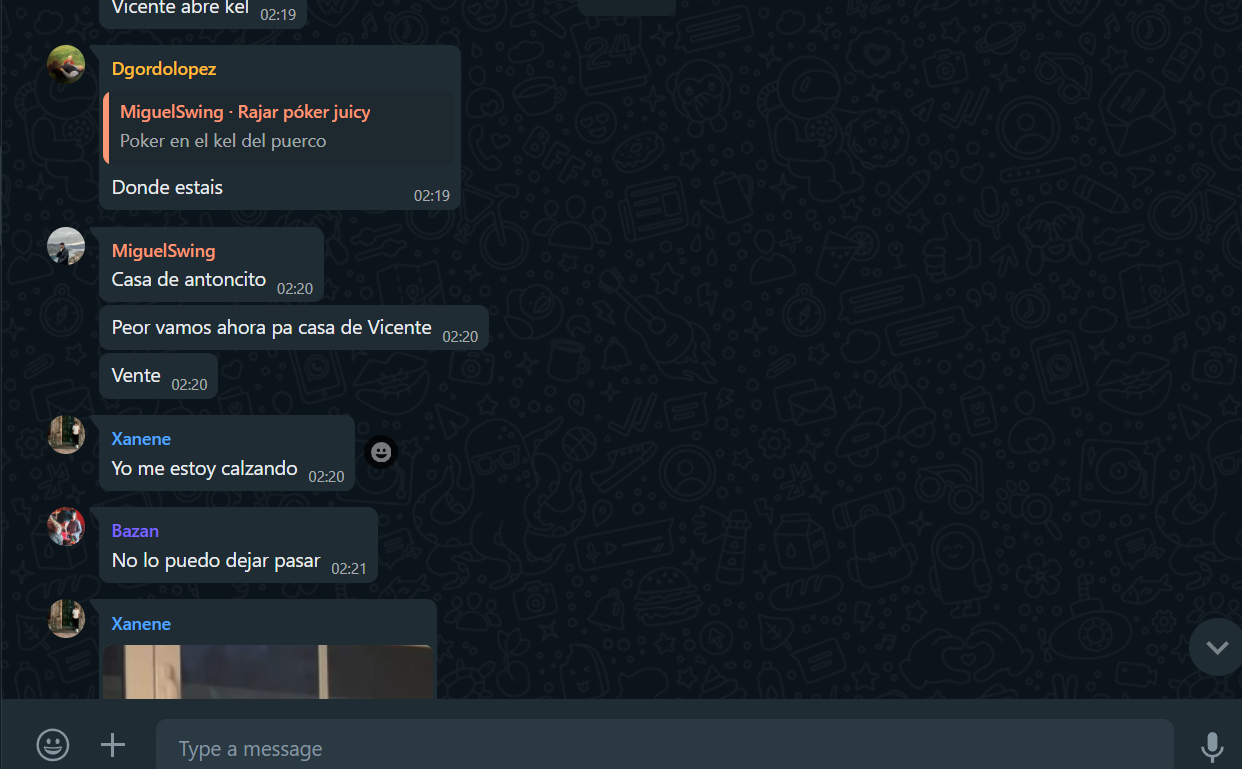 Vicente abre kel 02:19
Dgordolopez
MiguelSwing · Rajar póker juicy
Poker en el kel del puerco
Donde estais 02:19
MiguelSwing
Casa de antoncito 02:20
Peor vamos ahora pa casa de Vicente 02:20
Vente 02:20
Xanene
Yo me estoy calzando 02:20
Bazan
No lo puedo dejar pasar 02:21
Xanene
Type a message